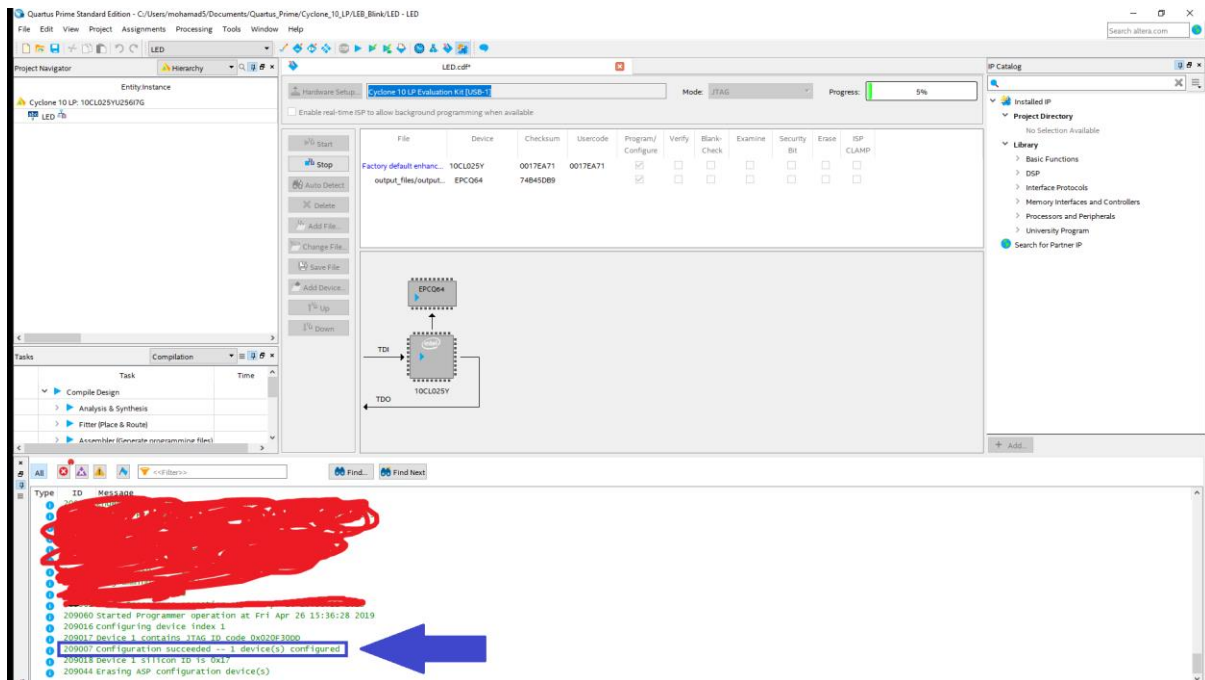 Quartus Prime Standard Edition - C:/Users/mohamad5/Documents/Quartus_Prime/Cyclone_10_LP/LEB_Blink/LED - LED
File Edit View Project Assignments Processing Tools Window Help
Search altera.com
LED
Project Navigator Hierarchy
Entity:Instance
Cyclone 10 LP: 10CL025YU256I7G
LED
LED.cdf*
Hardware Setup... Cyclone 10 LP Evaluation Kit [USB-1] Mode: JTAG Progress: 5%
Enable real-time ISP to allow background programming when available
Start
Stop
Auto Detect
Delete
Add File...
Change File...
Save File
Add Device...
Up
Down
File Device Checksum Usercode Program/ Configure Verify Blank- Check Examine Security Bit Erase ISP CLAMP
Factory default enhanc... 10CL025Y 0017EA71 0017EA71
output_files/output... EPCQ64 74B45DB9
EPCQ64
TDI
intel
10CL025Y
TDO
IP Catalog
Installed IP
Project Directory
No Selection Available
Library
Basic Functions
DSP
Interface Protocols
Memory Interfaces and Controllers
Processors and Peripherals
University Program
Search for Partner IP
+ Add...
Tasks Compilation
Task Time
Compile Design
Analysis & Synthesis
Fitter (Place & Route)
Assembler (Generate programming files)
All <<Filter>> Find... Find Next
Type ID Message
209060 Started Programmer operation at Fri Apr 26 15:36:28 2019
209016 Configuring device index 1
209017 Device 1 contains JTAG ID code 0x020F30DD
209007 Configuration succeeded -- 1 device(s) configured
209018 Device 1 silicon ID is 0x17
209044 Erasing ASP configuration device(s)